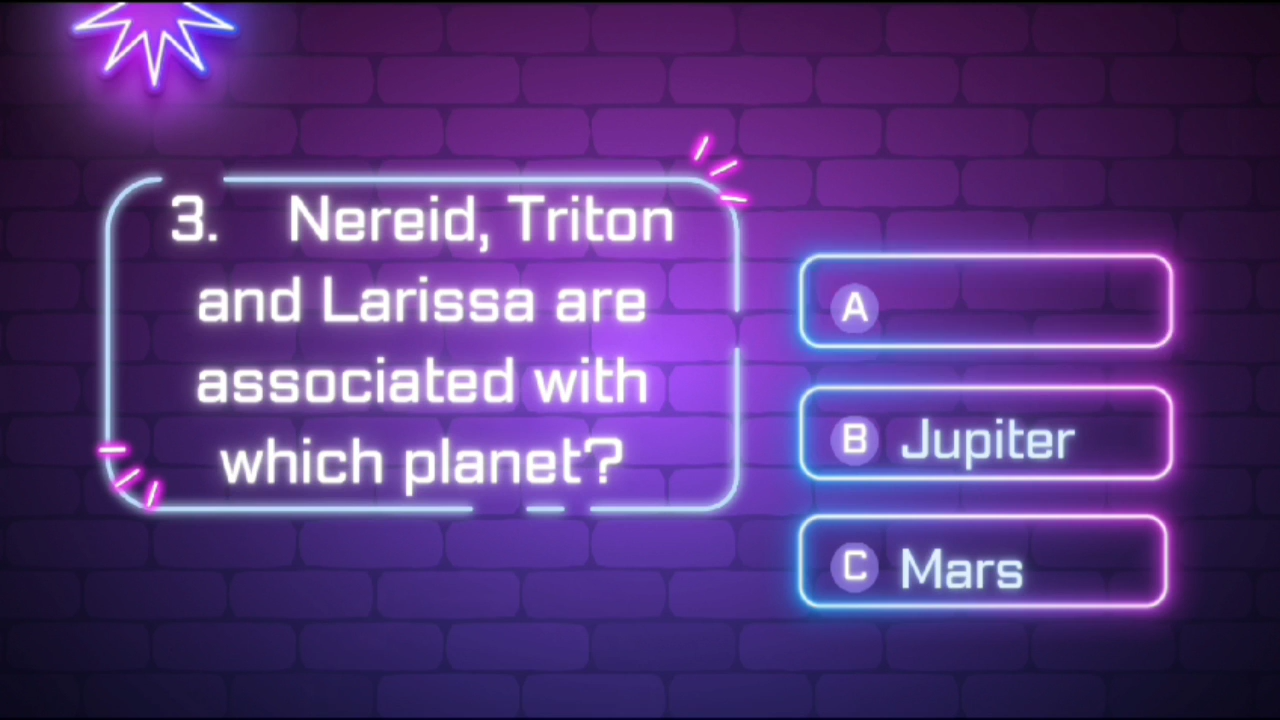 3. Nereid, Triton
and Larissa are
associated with
which planet?
A
B Jupiter
C Mars